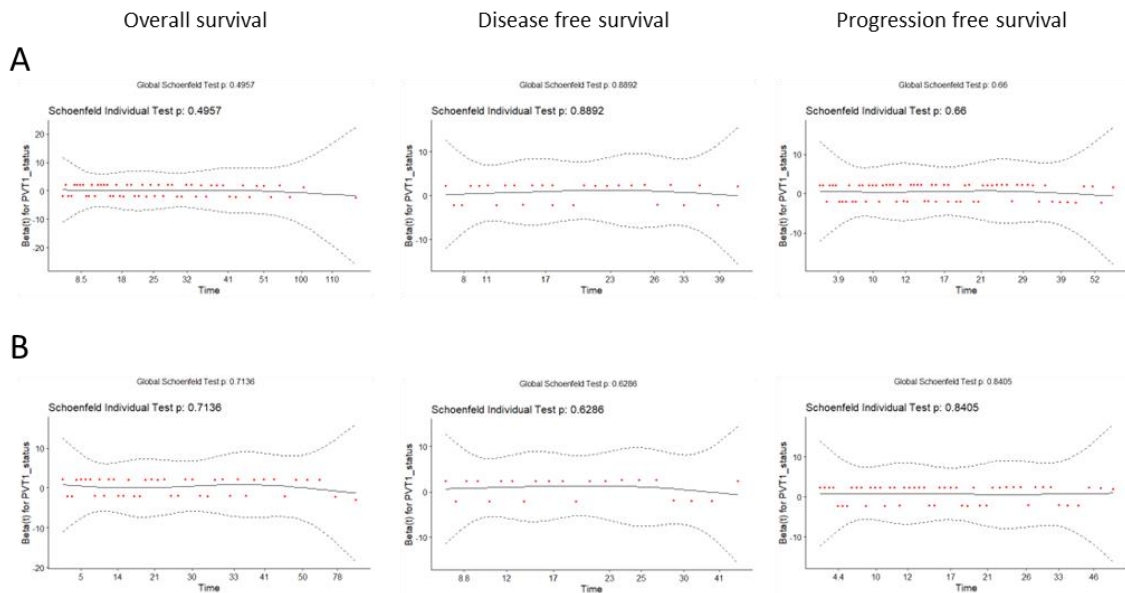 Overall survival
Disease free survival
Progression free survival
A
Global Schoenfeld Test p: 0.4957
Schoenfeld Individual Test p: 0.4957
Beta(t) for PVT1_status
20
10
0
-10
-20
8.5 18 25 32 41 51 100 110
Time
Global Schoenfeld Test p: 0.8892
Schoenfeld Individual Test p: 0.8892
Beta(t) for PVT1_status
10
0
-10
8 11 17 23 26 33 39
Time
Global Schoenfeld Test p: 0.66
Schoenfeld Individual Test p: 0.66
Beta(t) for PVT1_status
10
0
-10
3.9 10 12 17 21 29 39 52
Time
B
Global Schoenfeld Test p: 0.7136
Schoenfeld Individual Test p: 0.7136
Beta(t) for PVT1_status
10
0
-10
-20
5 14 21 30 33 41 50 78
Time
Global Schoenfeld Test p: 0.6286
Schoenfeld Individual Test p: 0.6286
Beta(t) for PVT1_status
10
0
-10
8.8 12 17 23 25 30 41
Time
Global Schoenfeld Test p: 0.8405
Schoenfeld Individual Test p: 0.8405
Beta(t) for PVT1_status
10
0
-10
4.4 10 12 17 21 26 33 46
Time